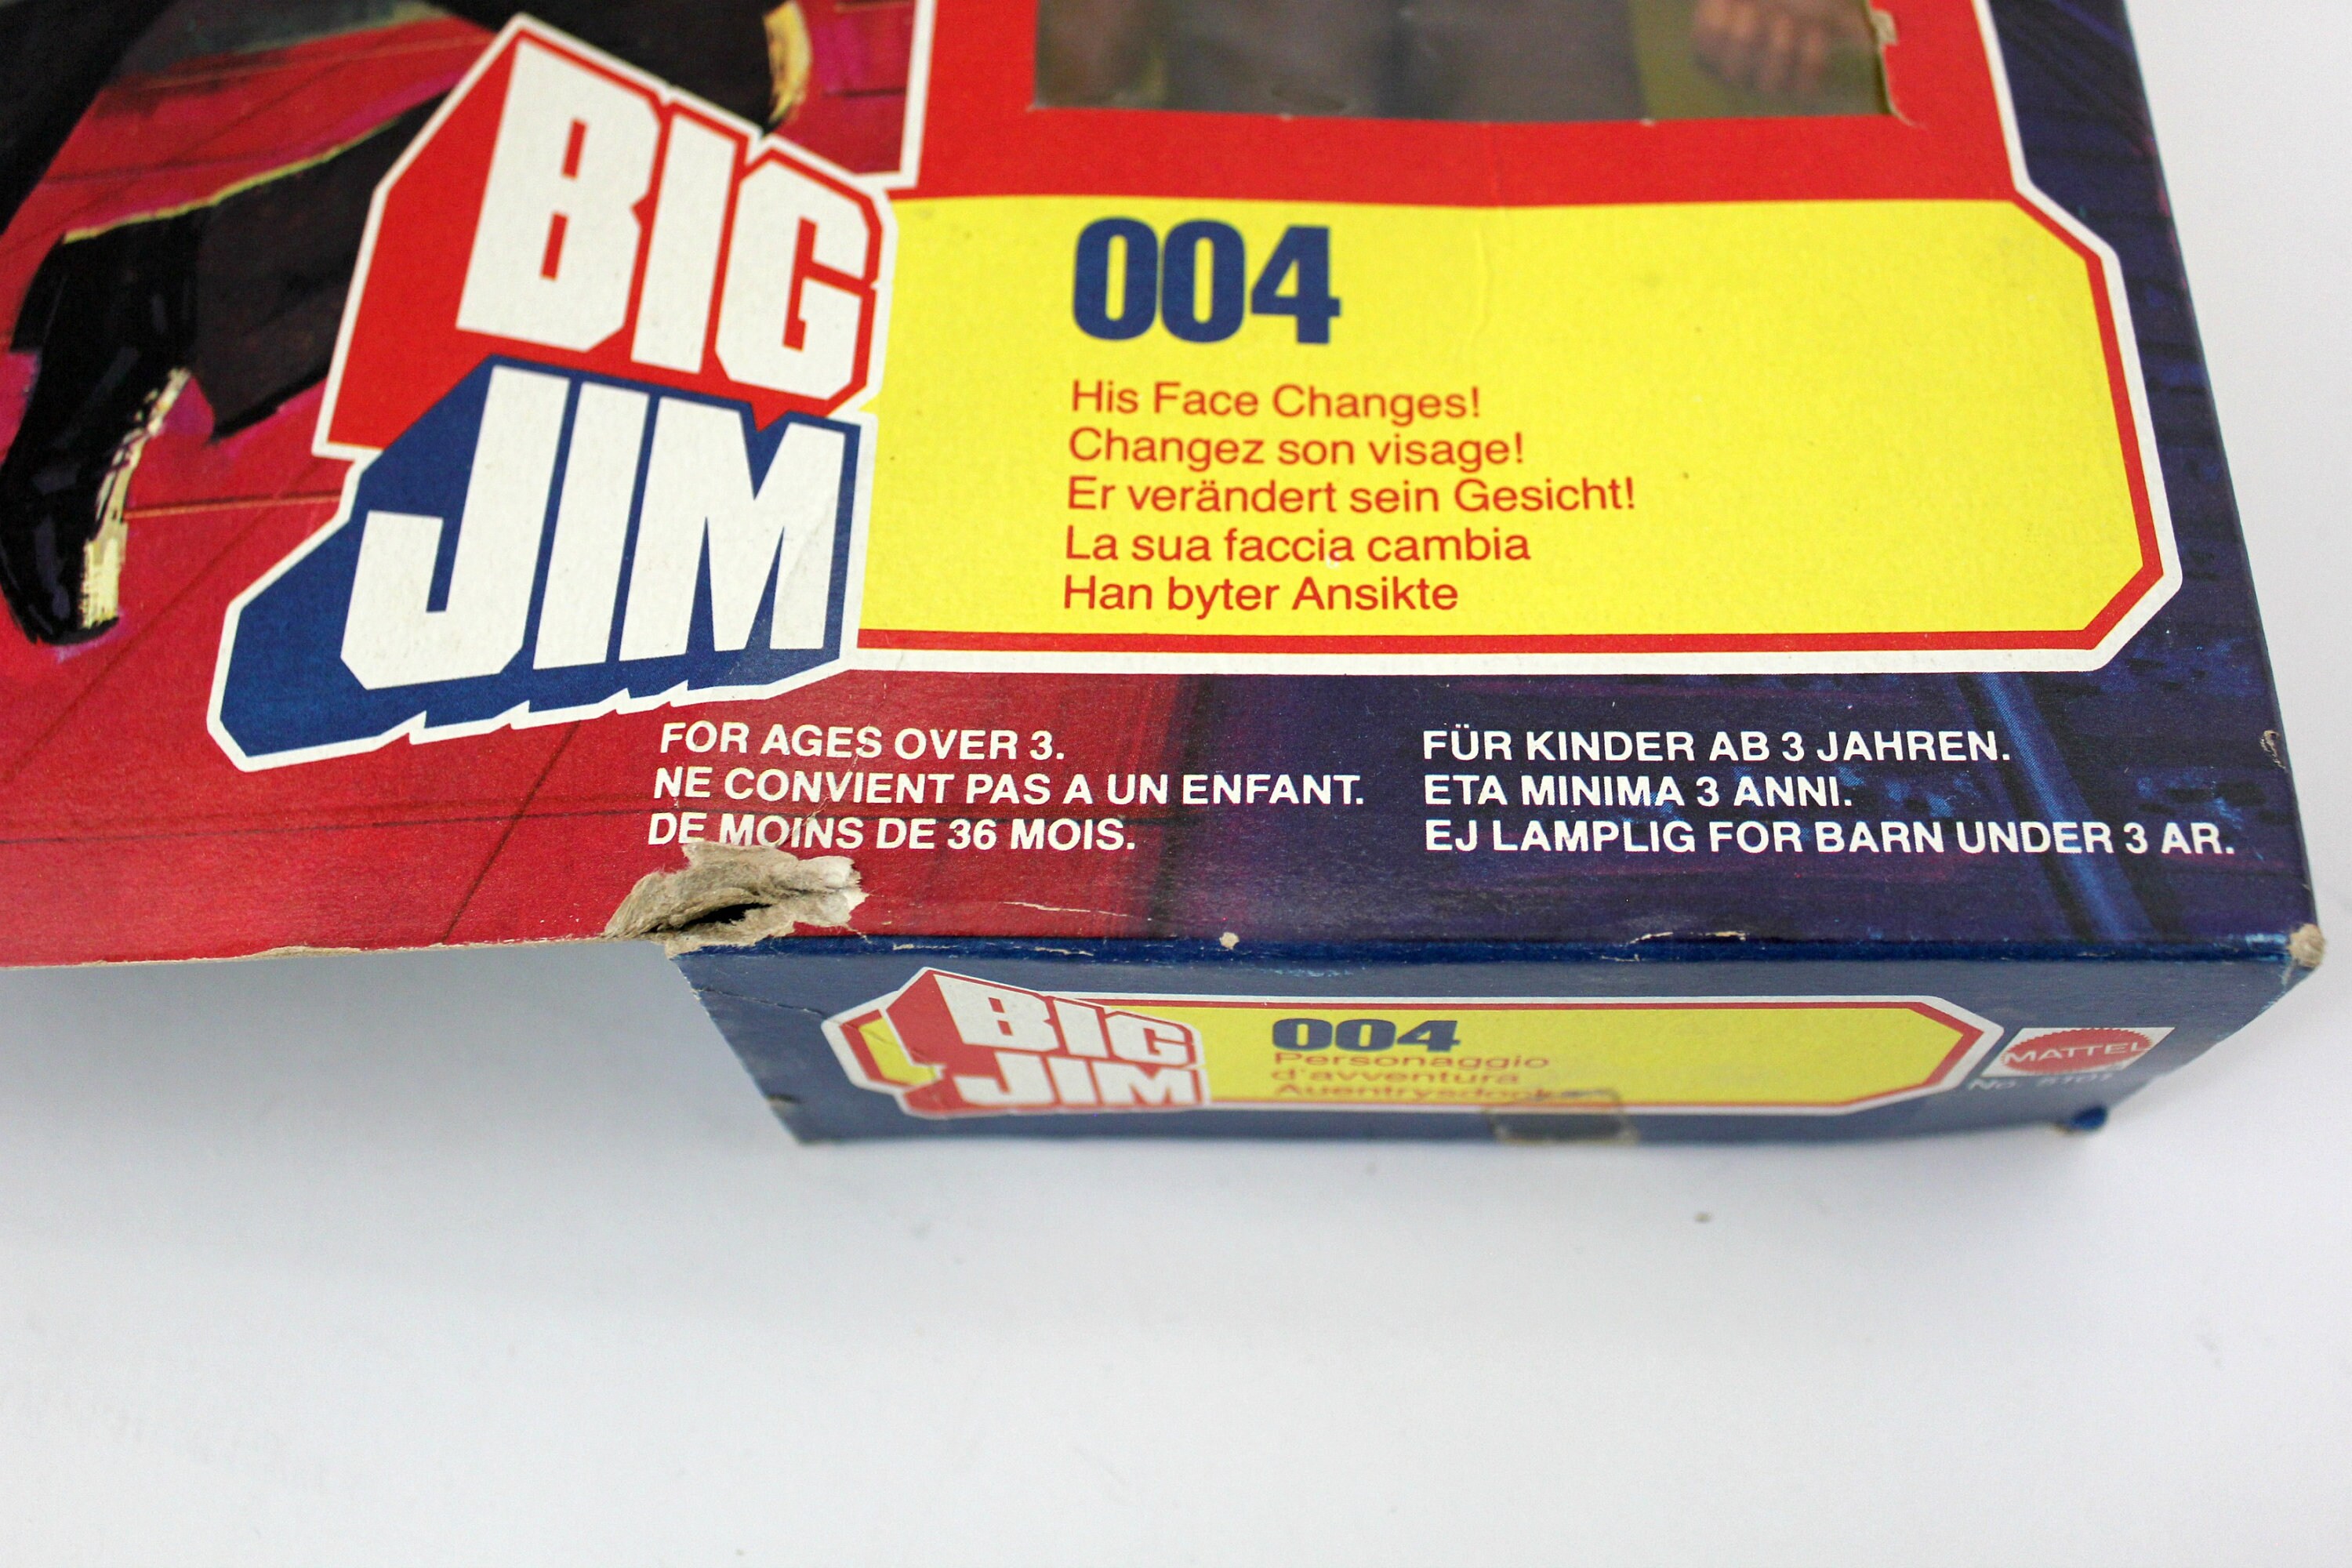 BIG
JIM
004
His Face Changes!
Changez son visage!
Er verändert sein Gesicht!
La sua faccia cambia
Han byter Ansikte
FOR AGES OVER 3.
NE CONVIENT PAS A UN ENFANT.
DE MOINS DE 36 MOIS.
FÜR KINDER AB 3 JAHREN.
ETA MINIMA 3 ANNI.
EJ LAMPLIG FOR BARN UNDER 3 AR.
BIG
JIM
004
Personaggio
d'avventura
MATTEL
No.